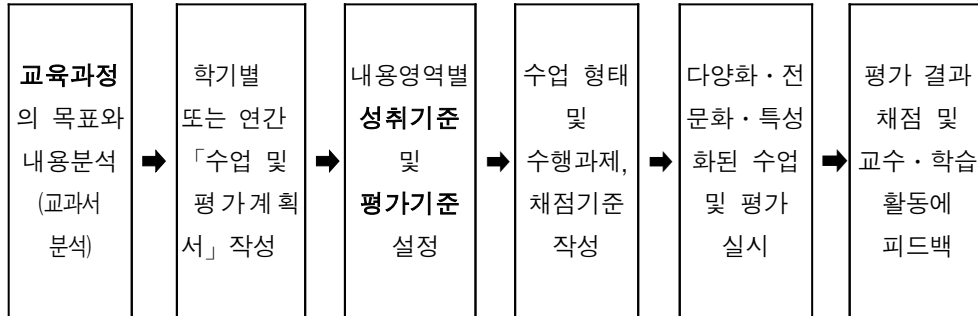 교육과정
의 목표와
내용분석
(교과서
분석)
➡
학기별
또는 연간
「수업 및
평가계획
서」작성
➡
내용영역별
성취기준
및
평가기준
설정
➡
수업 형태
및
수행과제,
채점기준
작성
➡
다양화·전
문화·특성
화된 수업
및 평가
실시
➡
평가 결과
채점 및
교수·학습
활동에
피드백